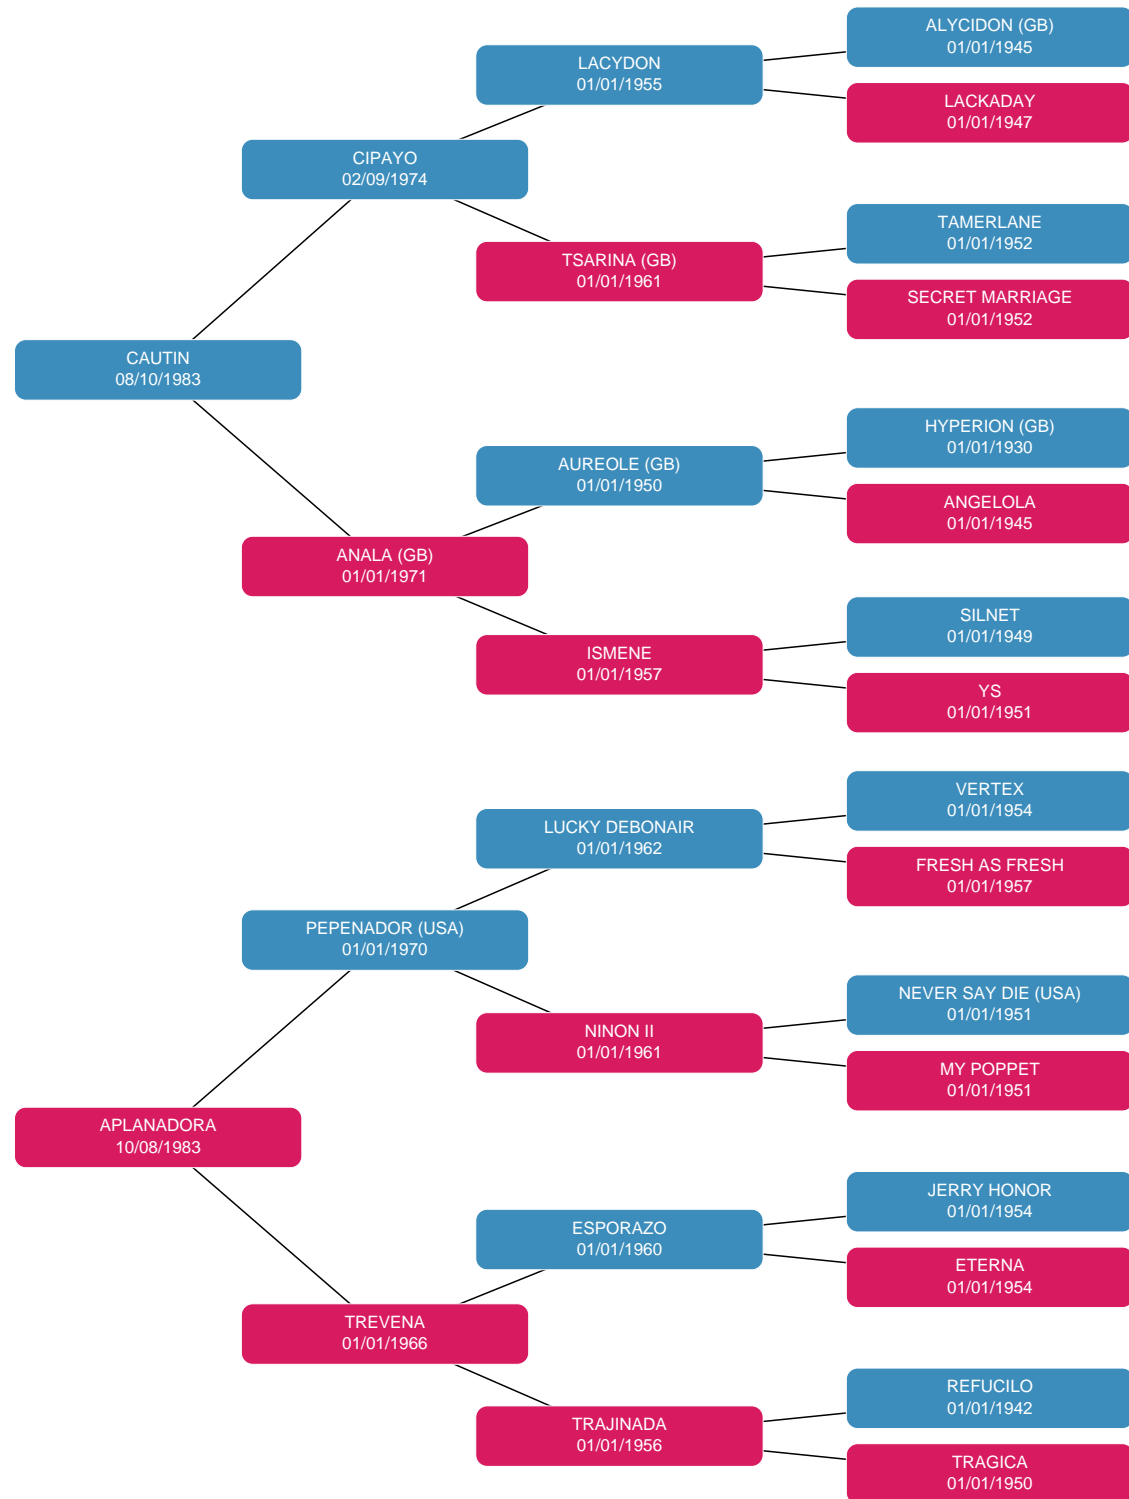 ALYCIDON (GB)
01/01/1945
LACYDON
01/01/1955
LACKADAY
01/01/1947
CIPAYO
02/09/1974
TAMERLANE
01/01/1952
TSARINA (GB)
01/01/1961
SECRET MARRIAGE
01/01/1952
CAUTIN
08/10/1983
HYPERION (GB)
01/01/1930
AUREOLE (GB)
01/01/1950
ANGELOLA
01/01/1945
ANALA (GB)
01/01/1971
SILNET
01/01/1949
ISMENE
01/01/1957
YS
01/01/1951
VERTEX
01/01/1954
LUCKY DEBONAIR
01/01/1962
FRESH AS FRESH
01/01/1957
PEPENADOR (USA)
01/01/1970
NEVER SAY DIE (USA)
01/01/1951
NINON II
01/01/1961
MY POPPET
01/01/1951
APLANADORA
10/08/1983
JERRY HONOR
01/01/1954
ESPORAZO
01/01/1960
ETERNA
01/01/1954
TREVENA
01/01/1966
REFUCILO
01/01/1942
TRAJINADA
01/01/1956
TRAGICA
01/01/1950